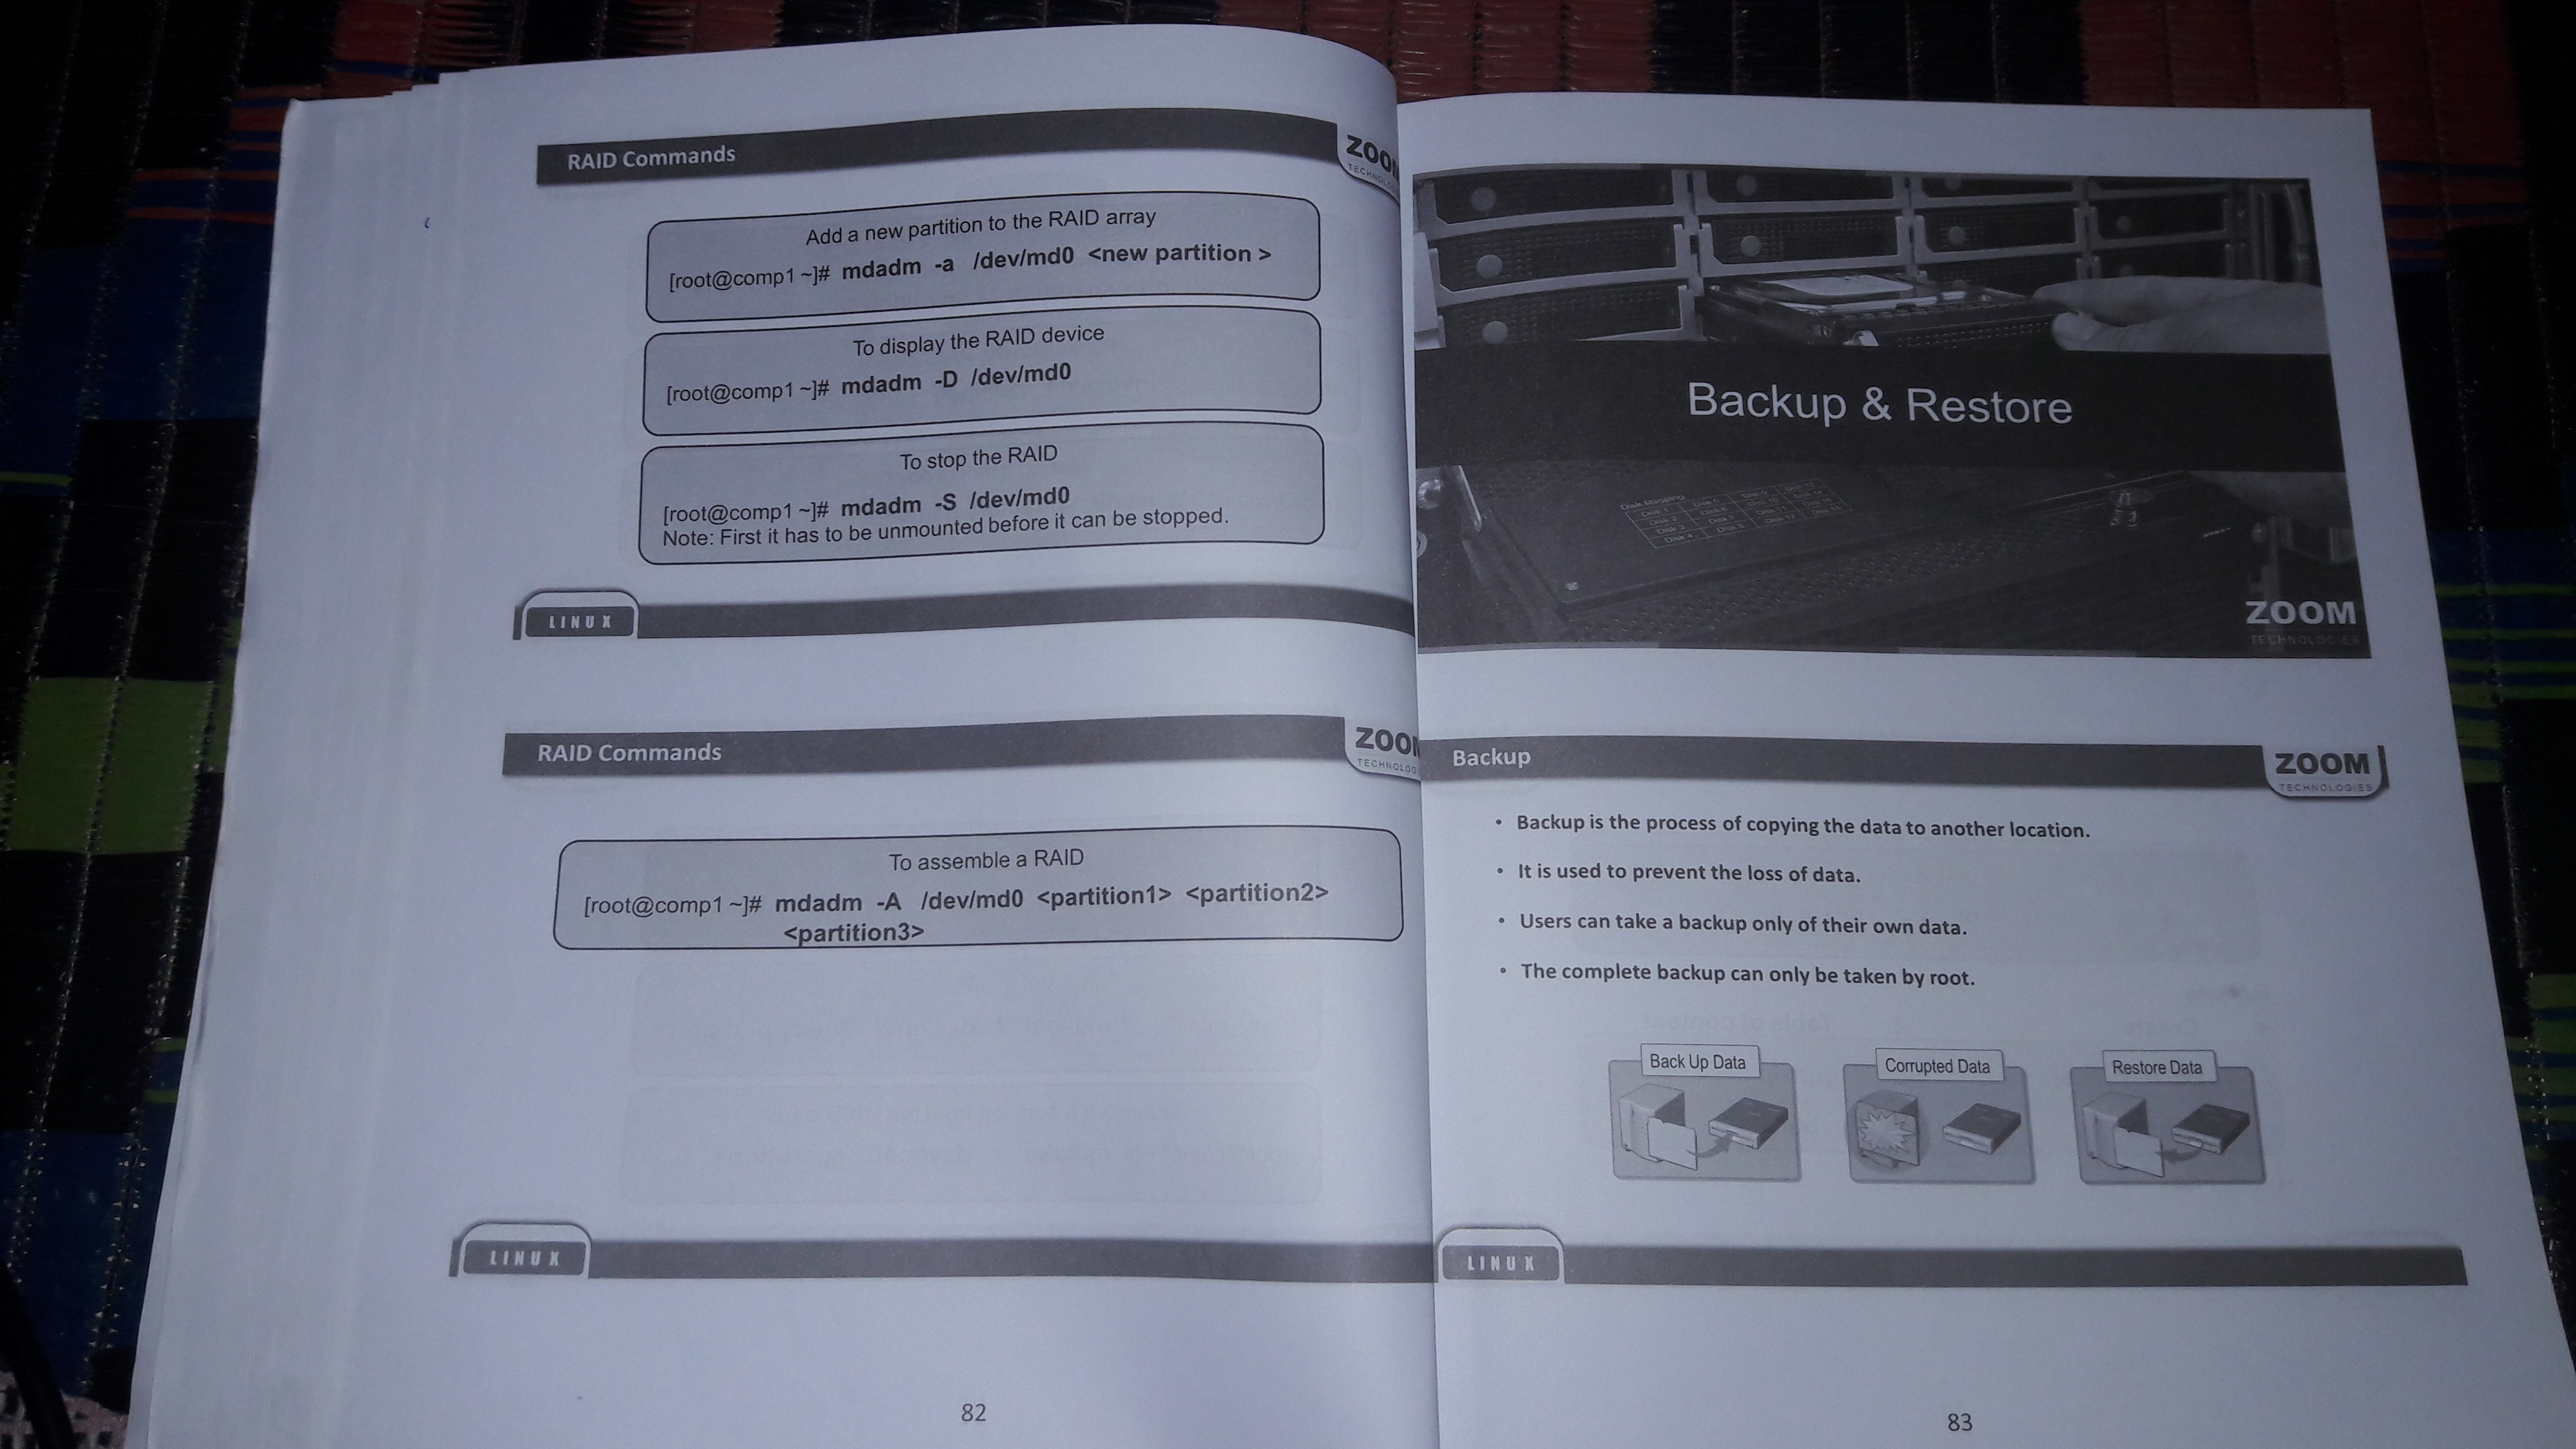 RAID Commands
ZOOM
Add a new partition to the RAID array
[root@comp1 ~]# mdadm -a /dev/md0 <new partition >
To display the RAID device
[root@comp1 ~]# mdadm -D /dev/md0
To stop the RAID
[root@comp1 ~]# mdadm -S /dev/md0
Note: First it has to be unmounted before it can be stopped.
LINUX
RAID Commands
ZOO
To assemble a RAID
[root@comp1 ~]# mdadm -A /dev/md0 <partition1> <partition2>
<partition3>
LINUX
82
Backup & Restore
Disk Mapping
ZOOM
TECHNOLOGIES
Backup
ZOOM
TECHNOLOGIES
• Backup is the process of copying the data to another location.
• It is used to prevent the loss of data.
• Users can take a backup only of their own data.
• The complete backup can only be taken by root.
Back Up Data
Corrupted Data
Restore Data
LINUX
83